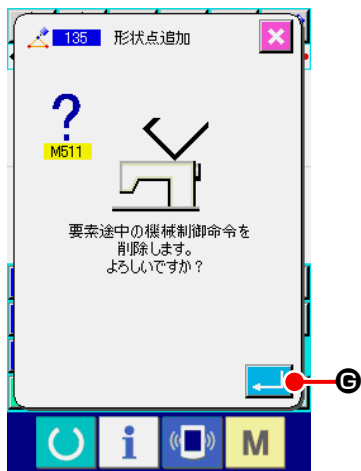 135 形状点追加
?
M511
要素途中の機械制御命令を
削除します。
よろしいですか？
G
i
M